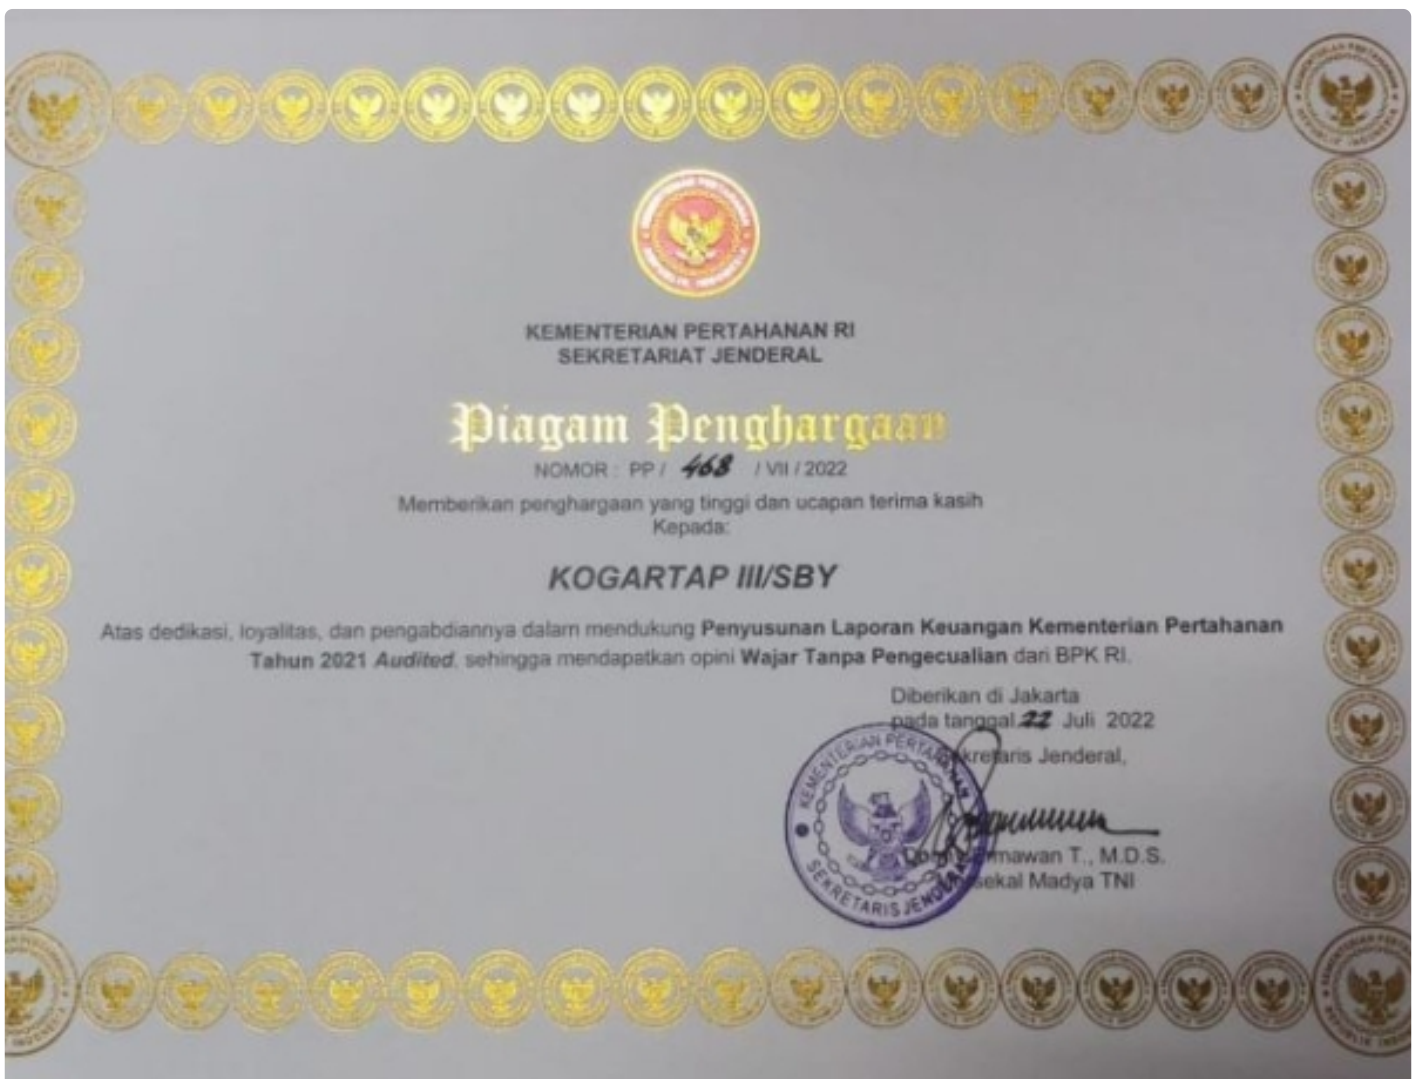 KEMENTERIAN PERTAHANAN RI
SEKRETARIAT JENDERAL
Piagam Penghargaan
NOMOR : PP / 468 / VII / 2022
Memberikan penghargaan yang tinggi dan ucapan terima kasih
Kepada:
KOGARTAP III/SBY
Atas dedikasi, loyalitas, dan pengabdiannya dalam mendukung Penyusunan Laporan Keuangan Kementerian Pertahanan
Tahun 2021 Audited, sehingga mendapatkan opini Wajar Tanpa Pengecualian dari BPK RI.
Diberikan di Jakarta
pada tanggal 22 Juli 2022
Jenderal,
KEMENTERIAN PERTAHANAN
SEKRETARIS JENDERAL
T., M.D.S.
Madya TNI